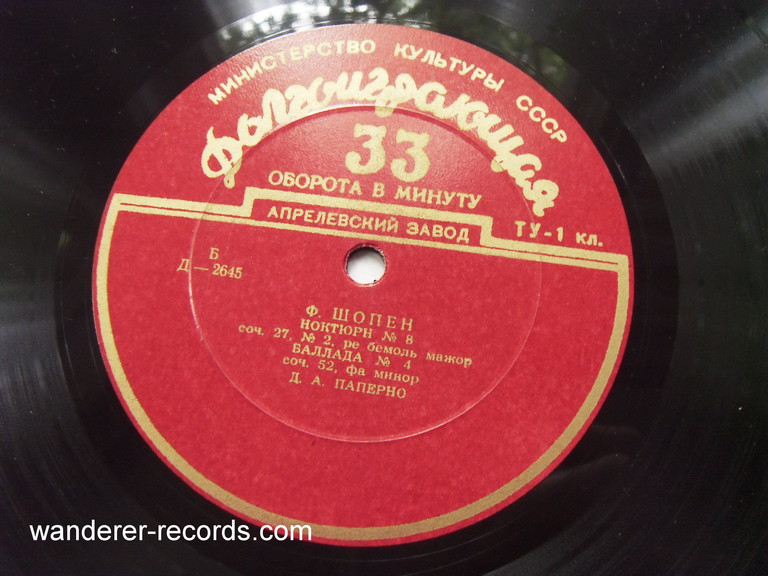 МИНИСТЕРСТВО КУЛЬТУРЫ СССР
Долгоиграющая
33
ОБОРОТА В МИНУТУ
АПРЕЛЕВСКИЙ ЗАВОД
ТУ-1 кл.
Б
Д — 2645
Ф. ШОПЕН
НОКТЮРН № 8
соч. 27, № 2, ре бемоль мажор
БАЛЛАДА № 4
соч. 52, фа минор
Д. А. ПАПЕРНО
wanderer-records.com